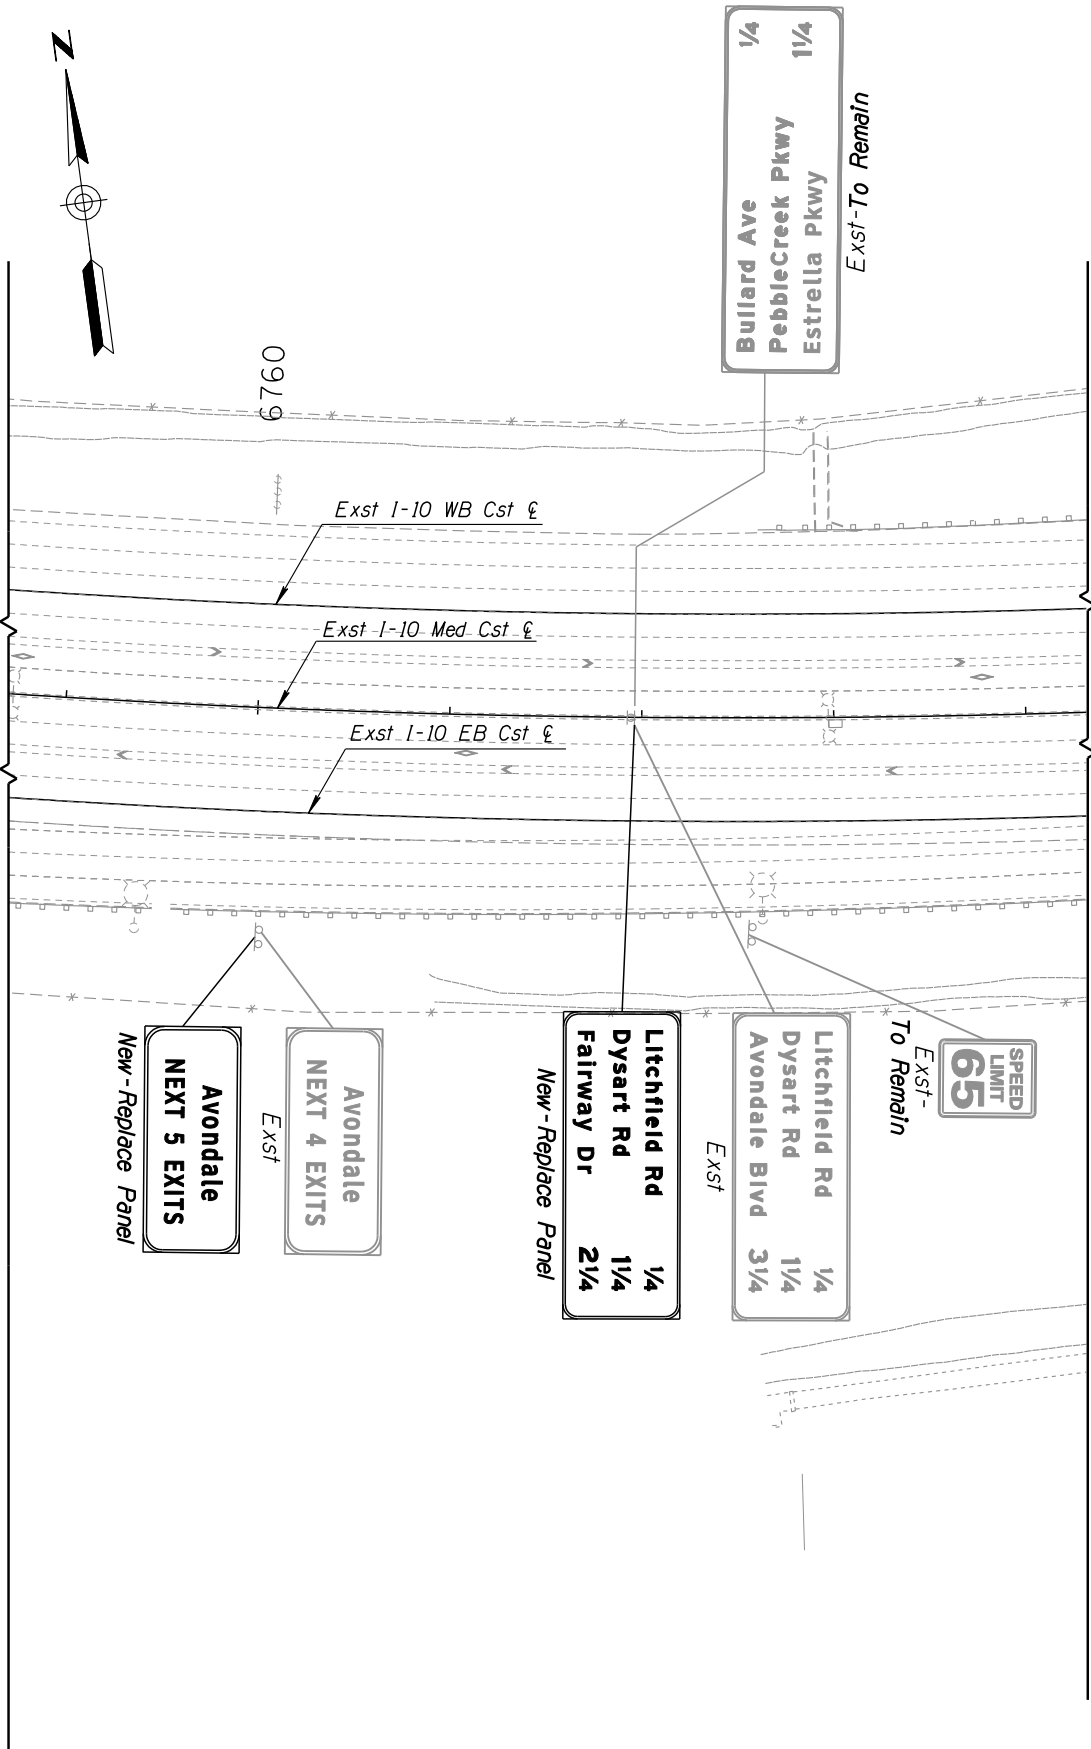 N
Bullard Ave 1/4
PebbleCreek Pkwy
Estrella Pkwy 1 1/4
Exst-To Remain
6760
Exst I-10 WB Cst ℄
Exst I-10 Med Cst ℄
Exst I-10 EB Cst ℄
Avondale
NEXT 5 EXITS
New-Replace Panel
Avondale
NEXT 4 EXITS
Exst
Litchfield Rd 1/4
Dysart Rd 1 1/4
Fairway Dr 2 1/4
New-Replace Panel
Litchfield Rd 1/4
Dysart Rd 1 1/4
Avondale Blvd 3 1/4
Exst
SPEED
LIMIT
65
Exst-
To Remain